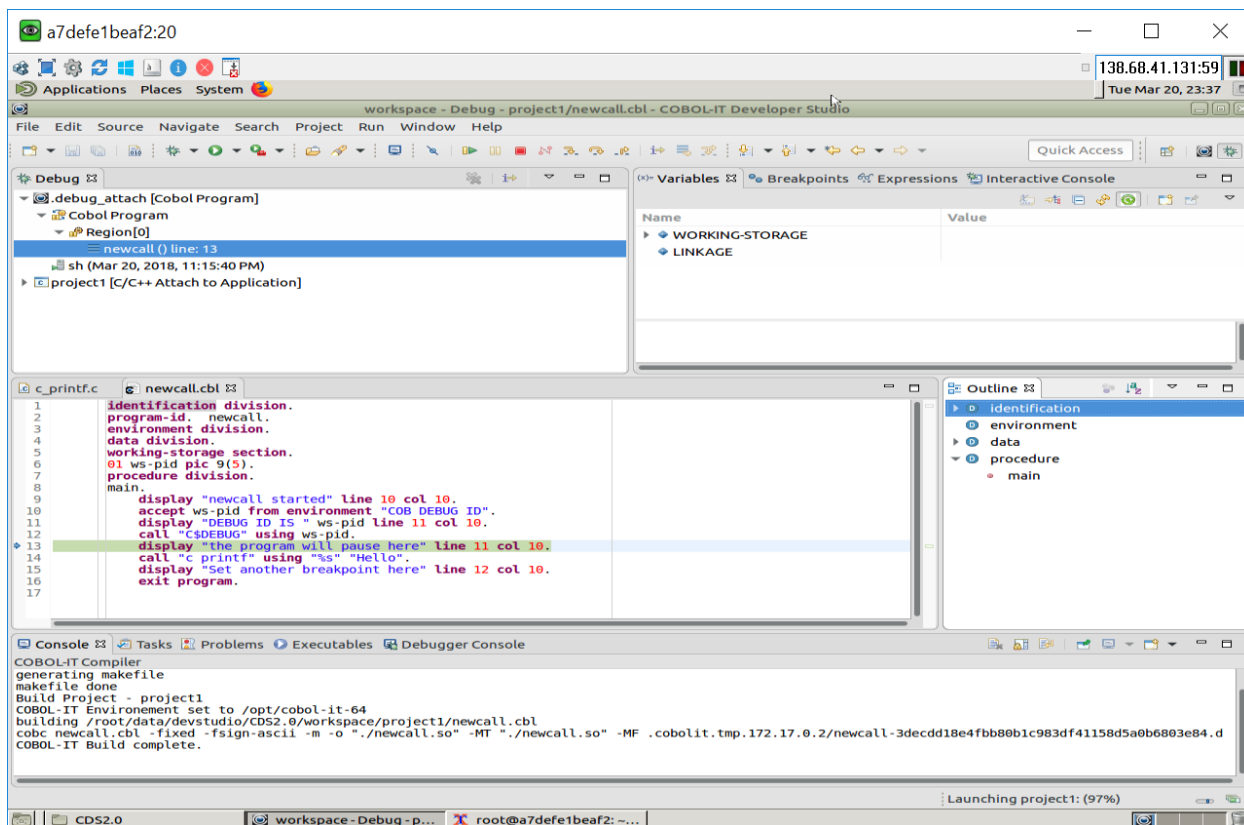 a7defe1beaf2:20
138.68.41.131:59
Applications Places System
Tue Mar 20, 23:37
workspace - Debug - project1/newcall.cbl - COBOL-IT Developer Studio
File Edit Source Navigate Search Project Run Window Help
Quick Access
Debug
.debug_attach [Cobol Program]
Cobol Program
Region[0]
newcall () line: 13
sh (Mar 20, 2018, 11:15:40 PM)
project1 [C/C++ Attach to Application]
(x)= Variables Breakpoints Expressions Interactive Console
Name Value
WORKING-STORAGE
LINKAGE
c_printf.c newcall.cbl
1 identification division.
2 program-id. newcall.
3 environment division.
4 data division.
5 working-storage section.
6 01 ws-pid pic 9(5).
7 procedure division.
8 main.
9 display "newcall started" line 10 col 10.
10 accept ws-pid from environment "COB DEBUG ID".
11 display "DEBUG ID IS " ws-pid line 11 col 10.
12 call "C$DEBUG" using ws-pid.
13 display "the program will pause here" line 11 col 10.
14 call "c printf" using "%s" "Hello".
15 display "Set another breakpoint here" line 12 col 10.
16 exit program.
17
Outline
identification
environment
data
procedure
main
Console Tasks Problems Executables Debugger Console
COBOL-IT Compiler
generating makefile
makefile done
Build Project - project1
COBOL-IT Environement set to /opt/cobol-it-64
building /root/data/devstudio/CDS2.0/workspace/project1/newcall.cbl
cobc newcall.cbl -fixed -fsign-ascii -m -o "./newcall.so" -MT "./newcall.so" -MF .cobolit.tmp.172.17.0.2/newcall-3decdd18e4fbb80b1c983df41158d5a0b6803e84.d
COBOL-IT Build complete.
Launching project1: (97%)
CDS2.0
workspace - Debug - p...
root@a7defe1beaf2: ~...